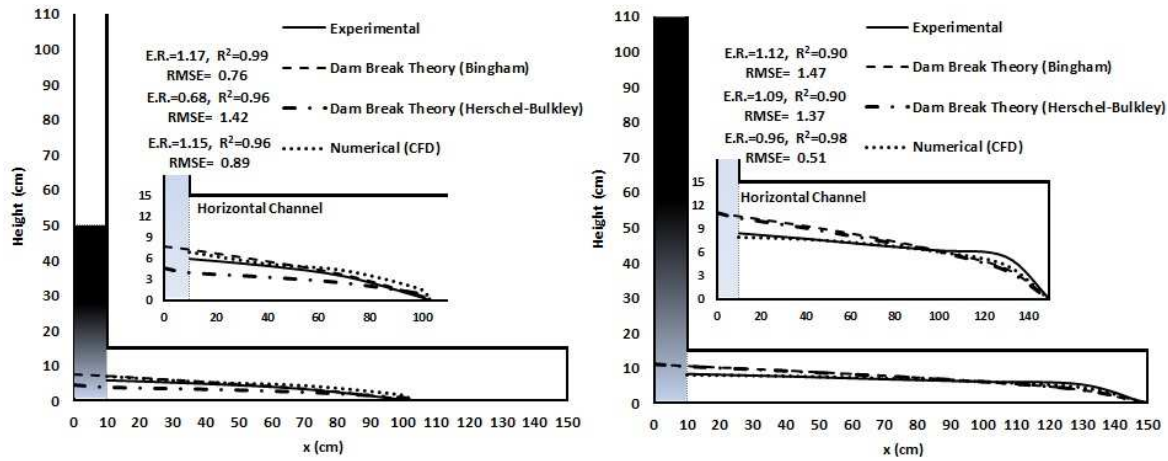 110
100
90
80
70
60
50
40
30
20
10
0
Height (cm)
Experimental
E.R.=1.17, R²=0.99
RMSE= 0.76
Dam Break Theory (Bingham)
E.R.=0.68, R²=0.96
RMSE= 1.42
Dam Break Theory (Herschel-Bulkley)
E.R.=1.15, R²=0.96
RMSE= 0.89
Numerical (CFD)
15
12
9
6
3
0
Horizontal Channel
0 20 40 60 80 100
0 10 20 30 40 50 60 70 80 90 100 110 120 130 140 150
x (cm)
110
100
90
80
70
60
50
40
30
20
10
0
Height (cm)
Experimental
E.R.=1.12, R²=0.90
RMSE= 1.47
Dam Break Theory (Bingham)
E.R.=1.09, R²=0.90
RMSE= 1.37
Dam Break Theory (Herschel-Bulkley)
E.R.=0.96, R²=0.98
RMSE= 0.51
Numerical (CFD)
15
12
9
6
3
0
Horizontal Channel
0 20 40 60 80 100 120 140
0 10 20 30 40 50 60 70 80 90 100 110 120 130 140 150
x (cm)